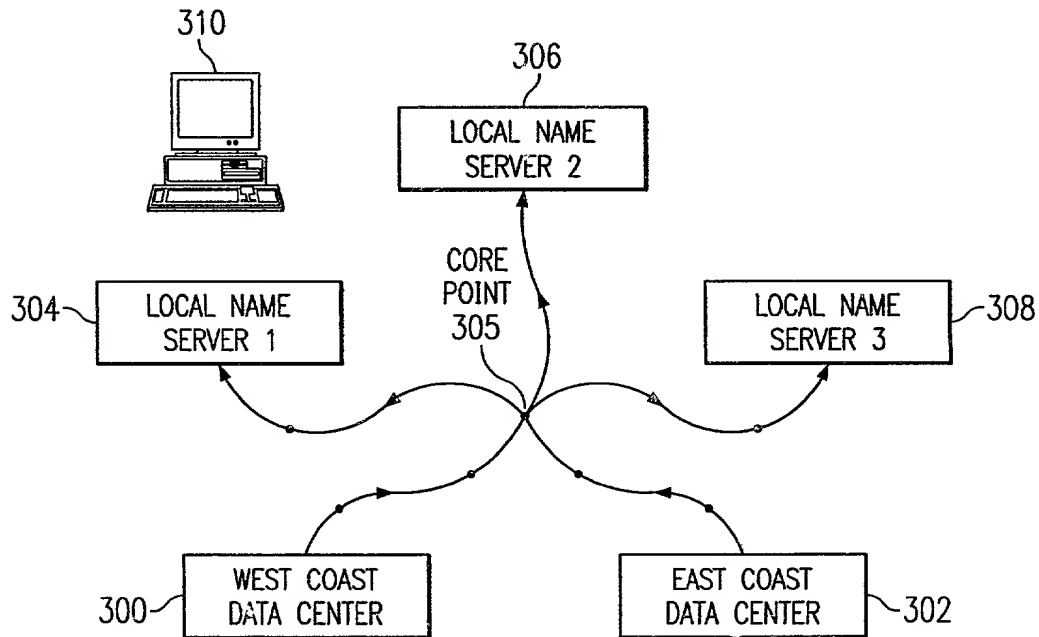 310
306
LOCAL NAME
SERVER 2
CORE
POINT
305
304
LOCAL NAME
SERVER 1
LOCAL NAME
SERVER 3
308
300
WEST COAST
DATA CENTER
EAST COAST
DATA CENTER
302